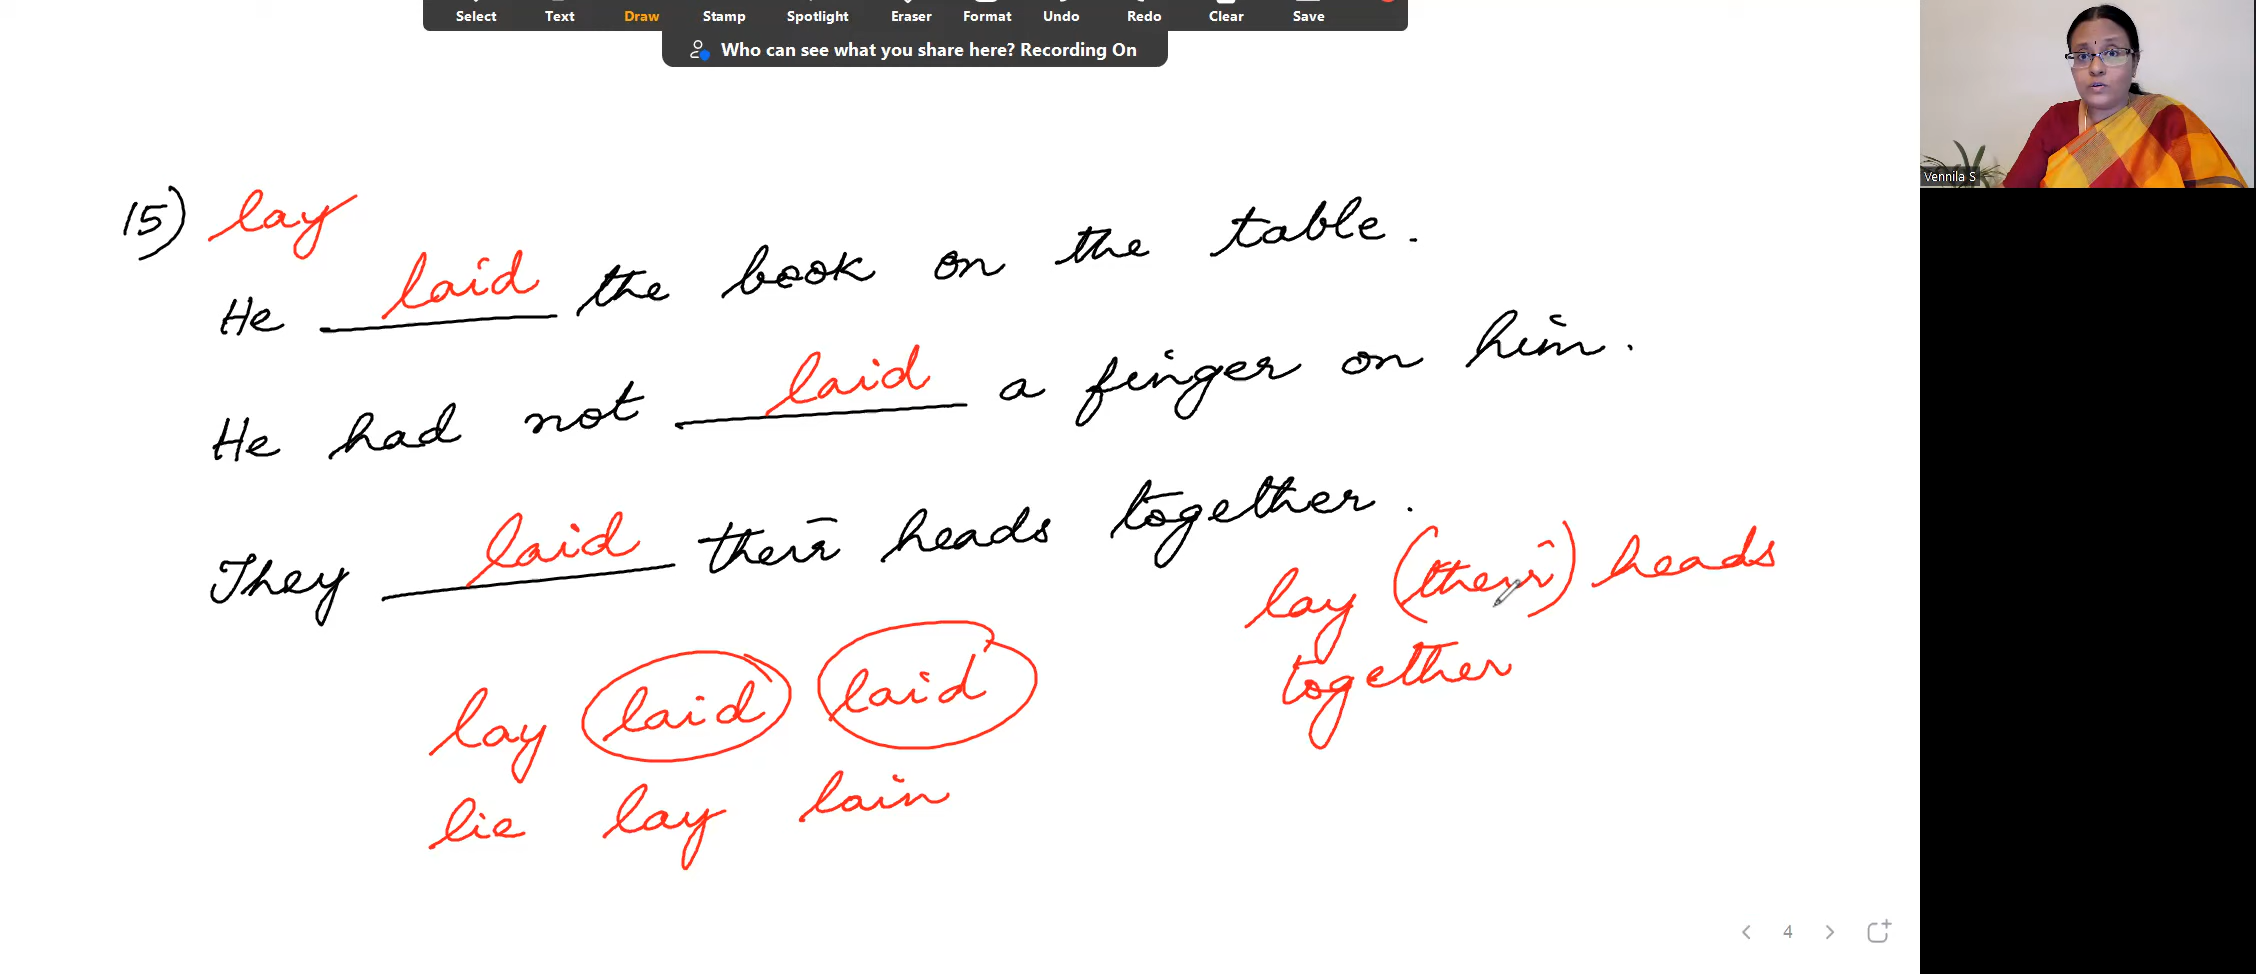 Select Text Draw Stamp Spotlight Eraser Format Undo Redo Clear Save
Who can see what you share here? Recording On
Vennila S
15) lay
He laid the book on the table.
He had not laid a finger on him.
They laid their heads together.
lay (their) heads
together
lay laid laid
lie lay lain
4